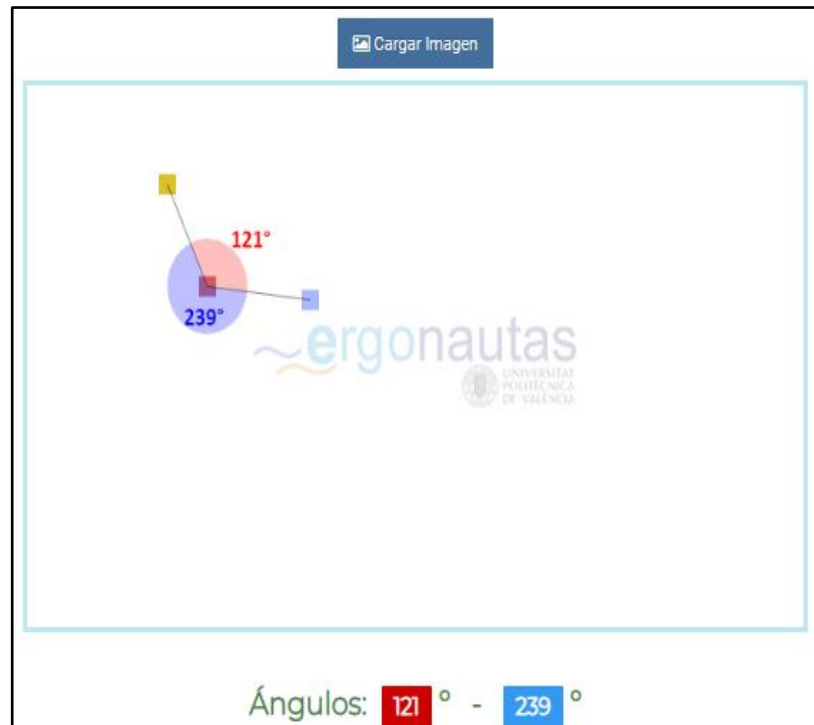 Cargar Imagen
121°
239°
ergonautas
UNIVERSITAT
POLITÈCNICA
DE VALÈNCIA
Ángulos: 121 ° - 239 °